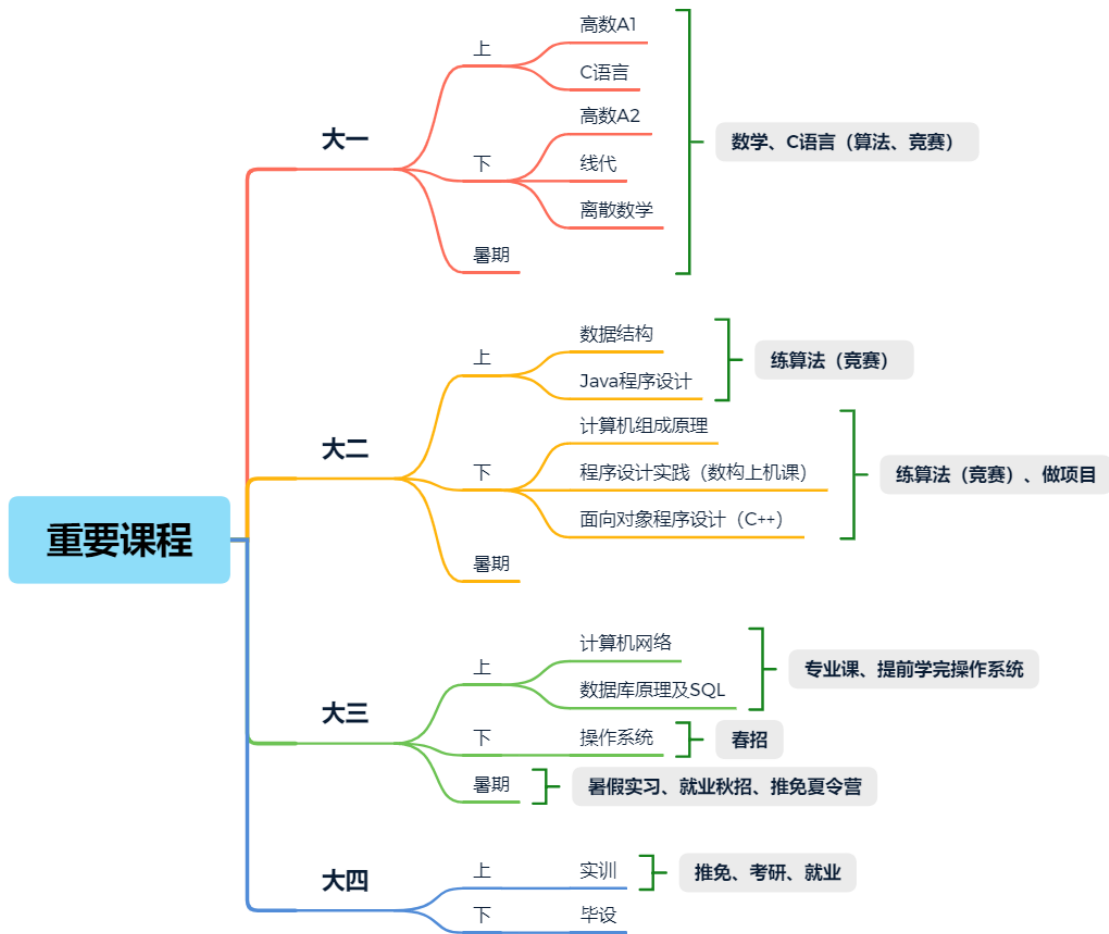 重要课程
大一
上
高数A1
C语言
下
高数A2
线代
离散数学
暑期
数学、C语言（算法、竞赛）
大二
上
数据结构
Java程序设计
练算法（竞赛）
下
计算机组成原理
程序设计实践（数构上机课）
面向对象程序设计（C++）
练算法（竞赛）、做项目
暑期
大三
上
计算机网络
数据库原理及SQL
专业课、提前学完操作系统
下
操作系统
春招
暑期
暑假实习、就业秋招、推免夏令营
大四
上
实训
推免、考研、就业
下
毕设